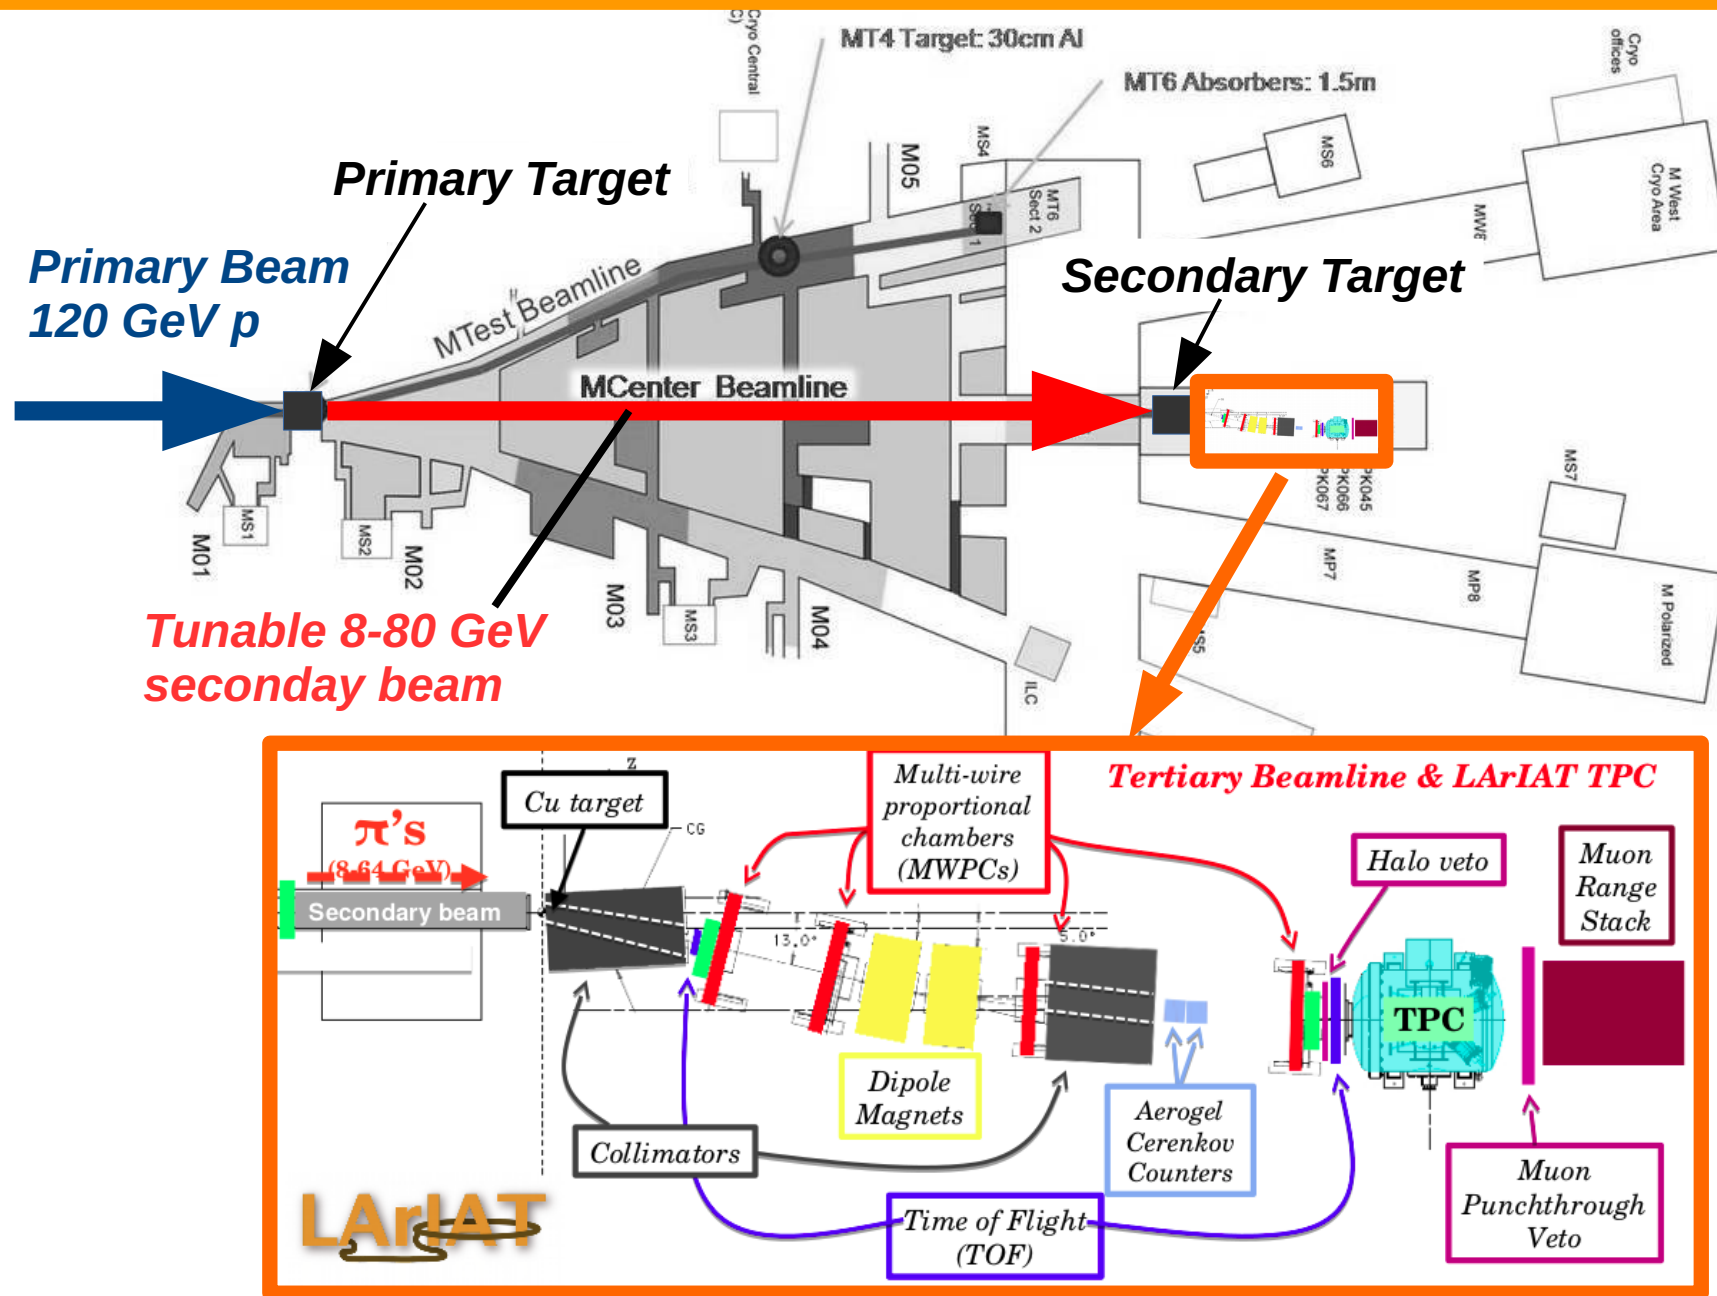 Cryo Central
C)
MT4 Target: 30cm Al
MT6 Absorbers: 1.5m
Cryo
offices
MS4
M05
MS6
M West
Cryo Area
Primary Target
MT6
Sect 2
MW6
Primary Beam
120 GeV p
MTest Beamline
Secondary Target
MCenter Beamline
MS1
MS2
M01
M02
M03
MS3
M04
PK067
PK066
PK045
MS7
MP7
MP8
M Polarized
ILC
Tunable 8-80 GeV
seconday beam
z
Cu target
CG
π's
(8-64 GeV)
Secondary beam
Multi-wire
proportional
chambers
(MWPCs)
Tertiary Beamline & LArIAT TPC
Halo veto
Muon
Range
Stack
13.0°
5.0°
TPC
Dipole
Magnets
Aerogel
Cerenkov
Counters
Collimators
Time of Flight
(TOF)
Muon
Punchthrough
Veto
LArIAT